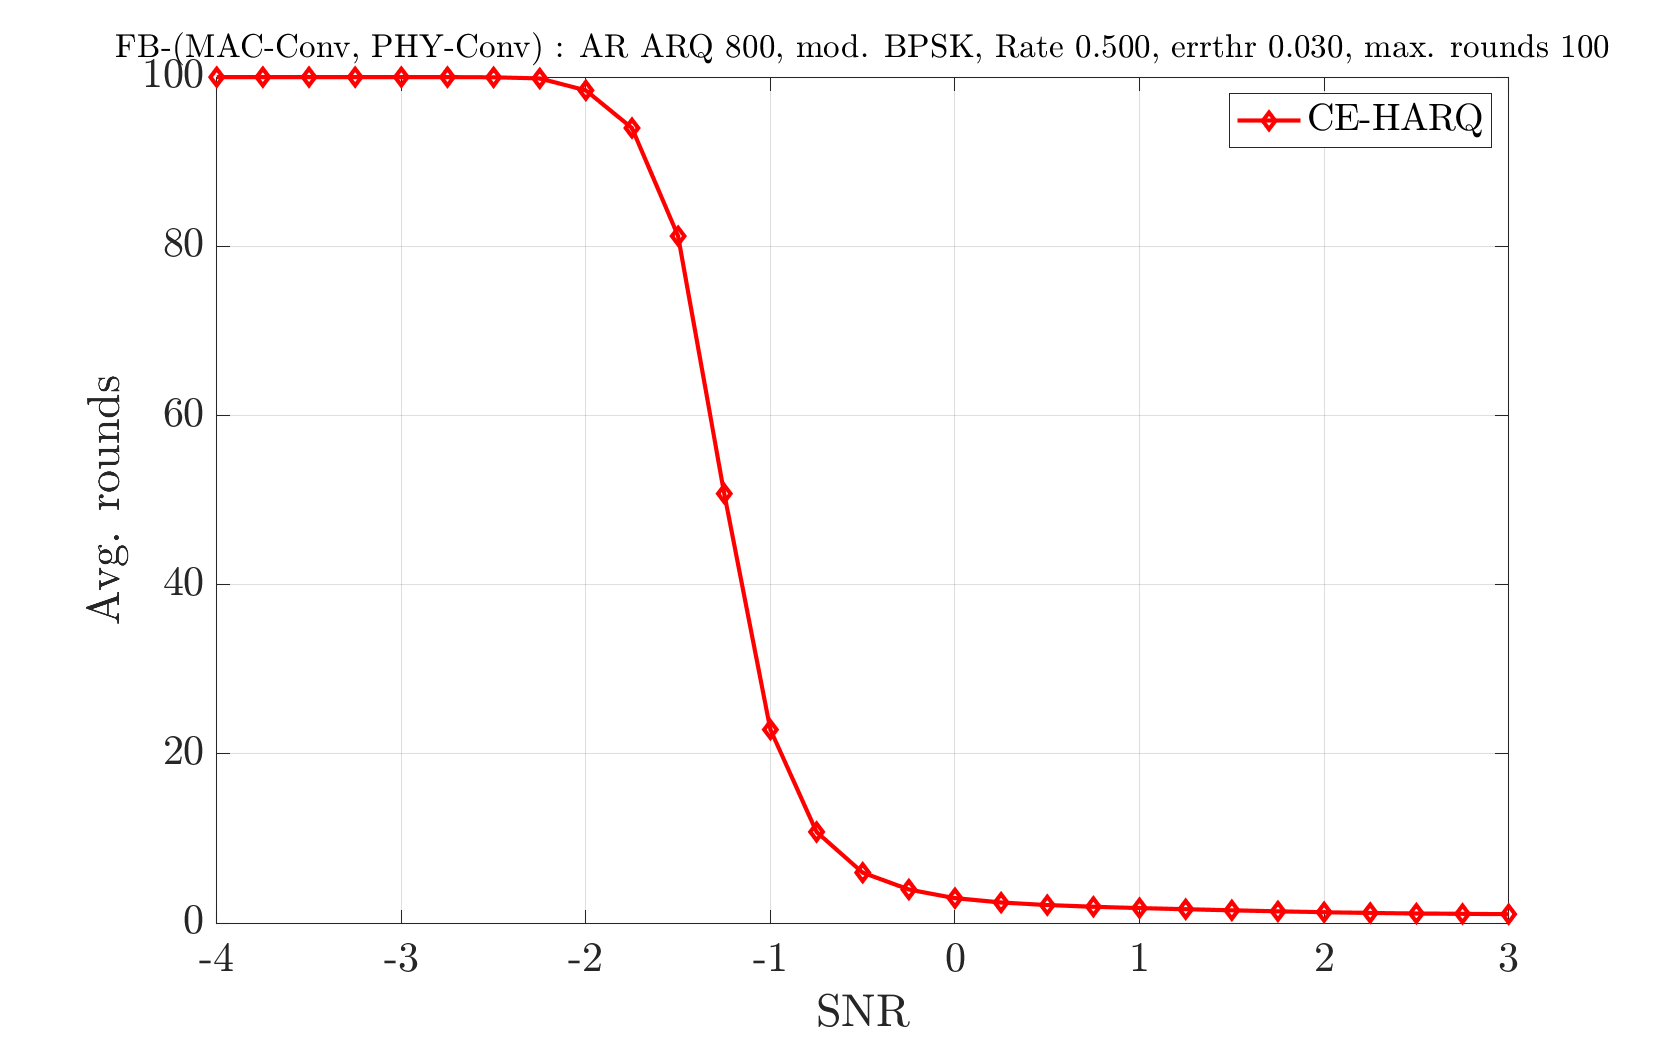 FB-(MAC-Conv, PHY-Conv) : AR ARQ 800, mod. BPSK, Rate 0.500, errthr 0.030, max. rounds 100
CE-HARQ
100
80
60
40
20
0
Avg. rounds
-4 -3 -2 -1 0 1 2 3
SNR